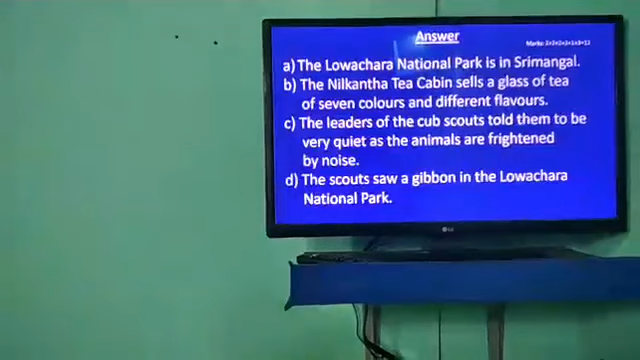 Answer
a) The Lowachara National Park is in Srimangal.
b) The Nilkantha Tea Cabin sells a glass of tea
of seven colours and different flavours.
c) The leaders of the cub scouts told them to be
very quiet as the animals are frightened
by noise.
d) The scouts saw a gibbon in the Lowachara
National Park.
LG